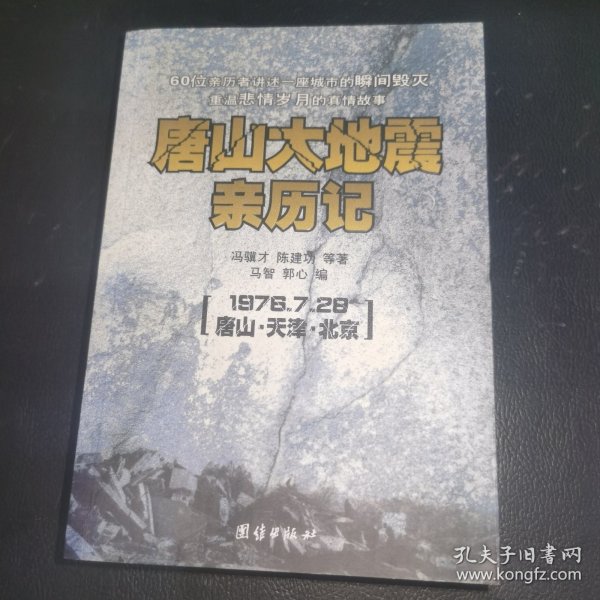 60位亲历者讲述一座城市的瞬间毁灭
重温悲情岁月的真情故事
唐山大地震
亲历记
冯骥才 陈建功 等著
马智 郭心 编
[1976.7.28
唐山·天津·北京]
团结出版社
孔夫子旧书网
www.kongfz.com